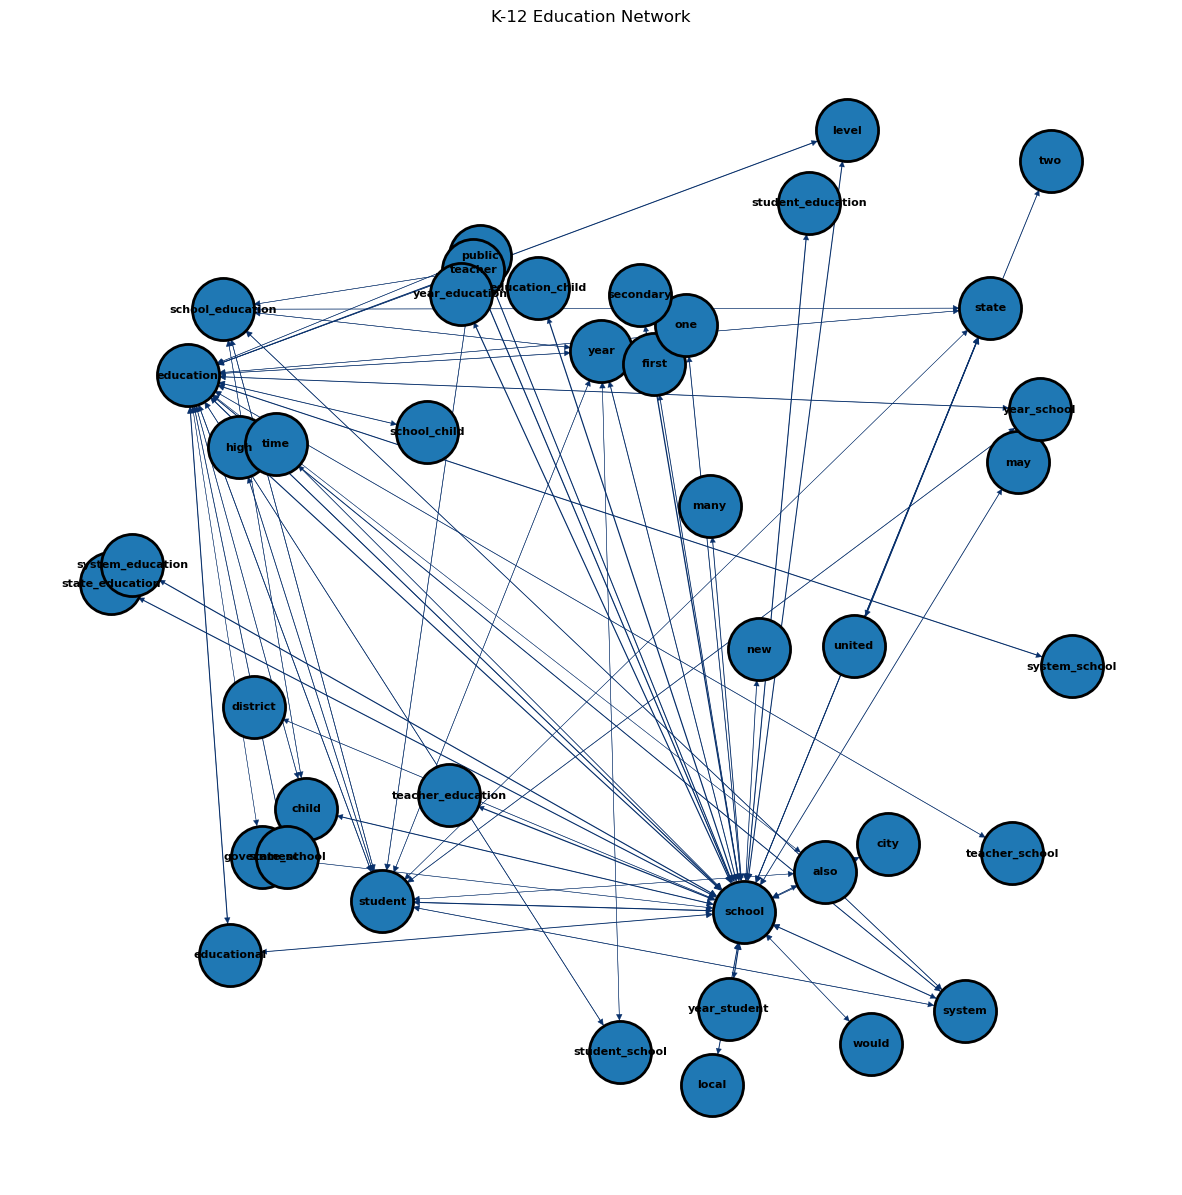 K-12 Education Network
level
two
student_education
public
teacher
year_education
education_child
secondary
school_education
state
one
year
first
education
year_school
school_child
high
time
may
many
system_education
state_education
new
united
system_school
district
teacher_education
child
city
state_school
teacher_school
also
student
school
educational
year_student
system
would
student_school
local